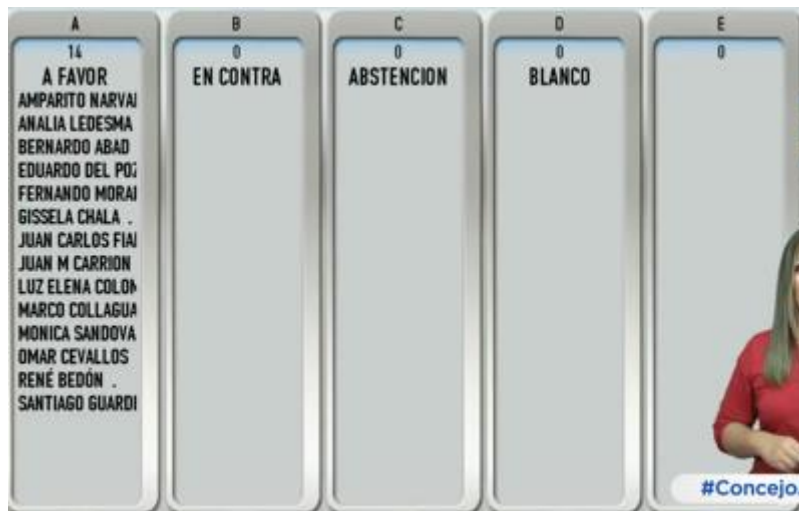 A
14
A FAVOR
AMPARITO NARVAI
ANALIA LEDESMA
BERNARDO ABAD
EDUARDO DEL POZ
FERNANDO MORAI
GISSELA CHALA .
JUAN CARLOS FIAI
JUAN M CARRION
LUZ ELENA COLOM
MARCO COLLAGUA
MONICA SANDOVA
OMAR CEVALLOS
RENÉ BEDÓN .
SANTIAGO GUARDI
B
0
EN CONTRA
C
0
ABSTENCION
D
0
BLANCO
E
0
#Concejo